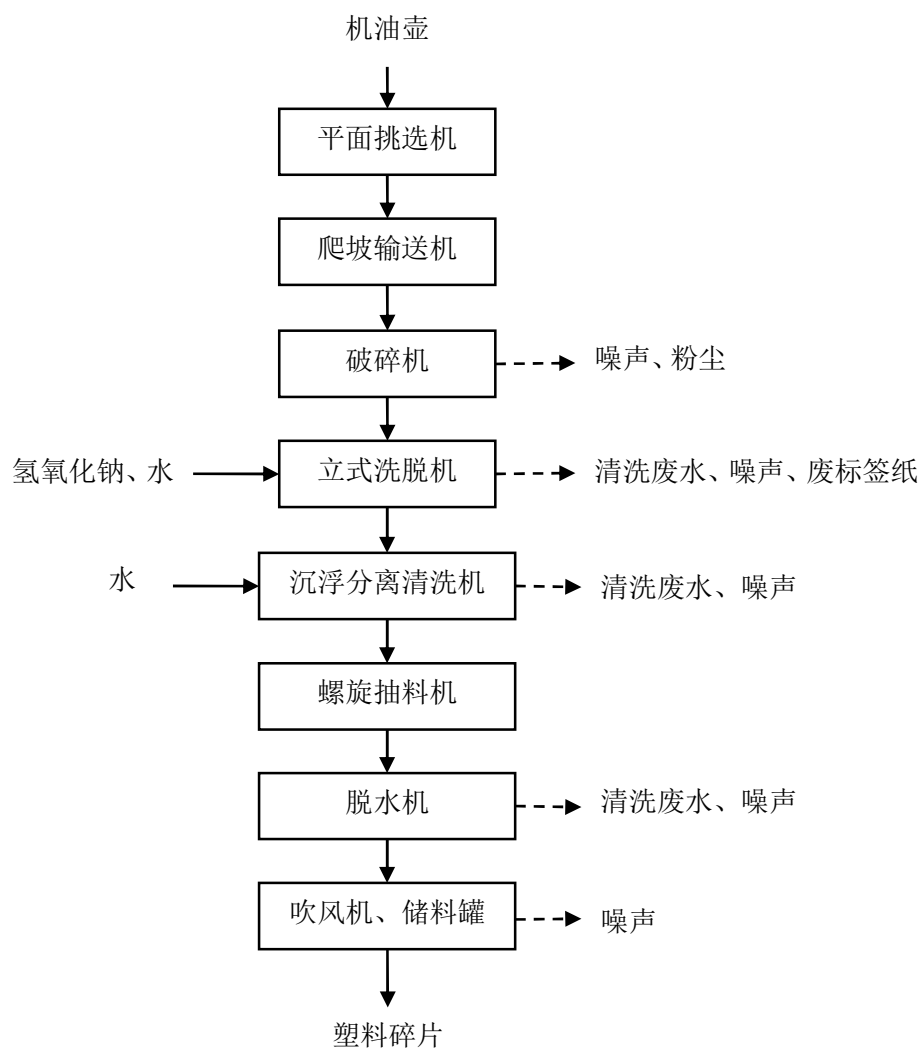 机油壶
平面挑选机
爬坡输送机
破碎机
噪声、粉尘
氢氧化钠、水
立式洗脱机
清洗废水、噪声、废标签纸
水
沉浮分离清洗机
清洗废水、噪声
螺旋抽料机
脱水机
清洗废水、噪声
吹风机、储料罐
噪声
塑料碎片